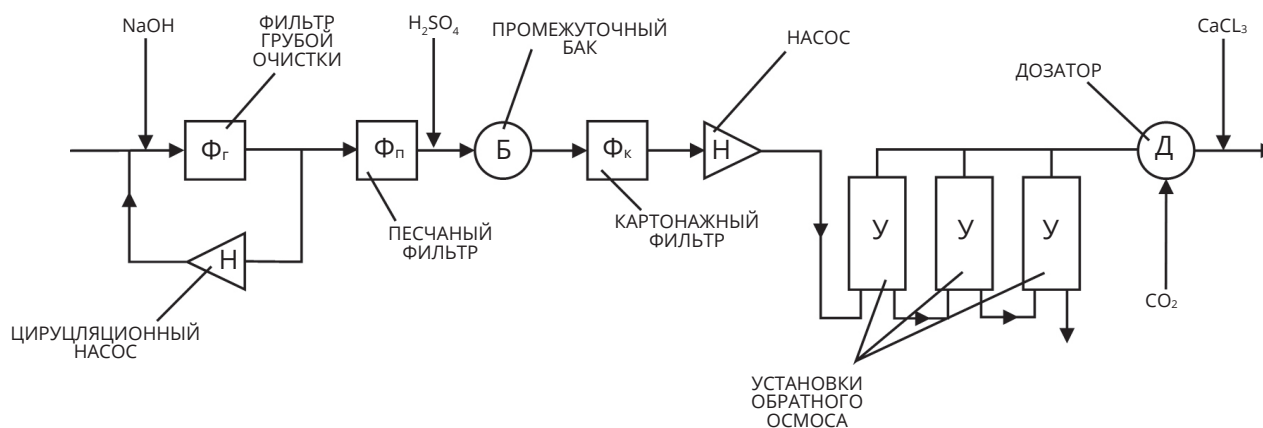 NaOH
ФИЛЬТР
ГРУБОЙ
ОЧИСТКИ
H₂SO₄
ПРОМЕЖУТОЧНЫЙ
БАК
НАСОС
ДОЗАТОР
CaCL₃
Фг
Фп
Б
Фк
Н
Д
У
У
У
Н
ПЕСЧАНЫЙ
ФИЛЬТР
КАРТОНАЖНЫЙ
ФИЛЬТР
CO₂
ЦИРУЦЛЯЦИОННЫЙ
НАСОС
УСТАНОВКИ
ОБРАТНОГО
ОСМОСА